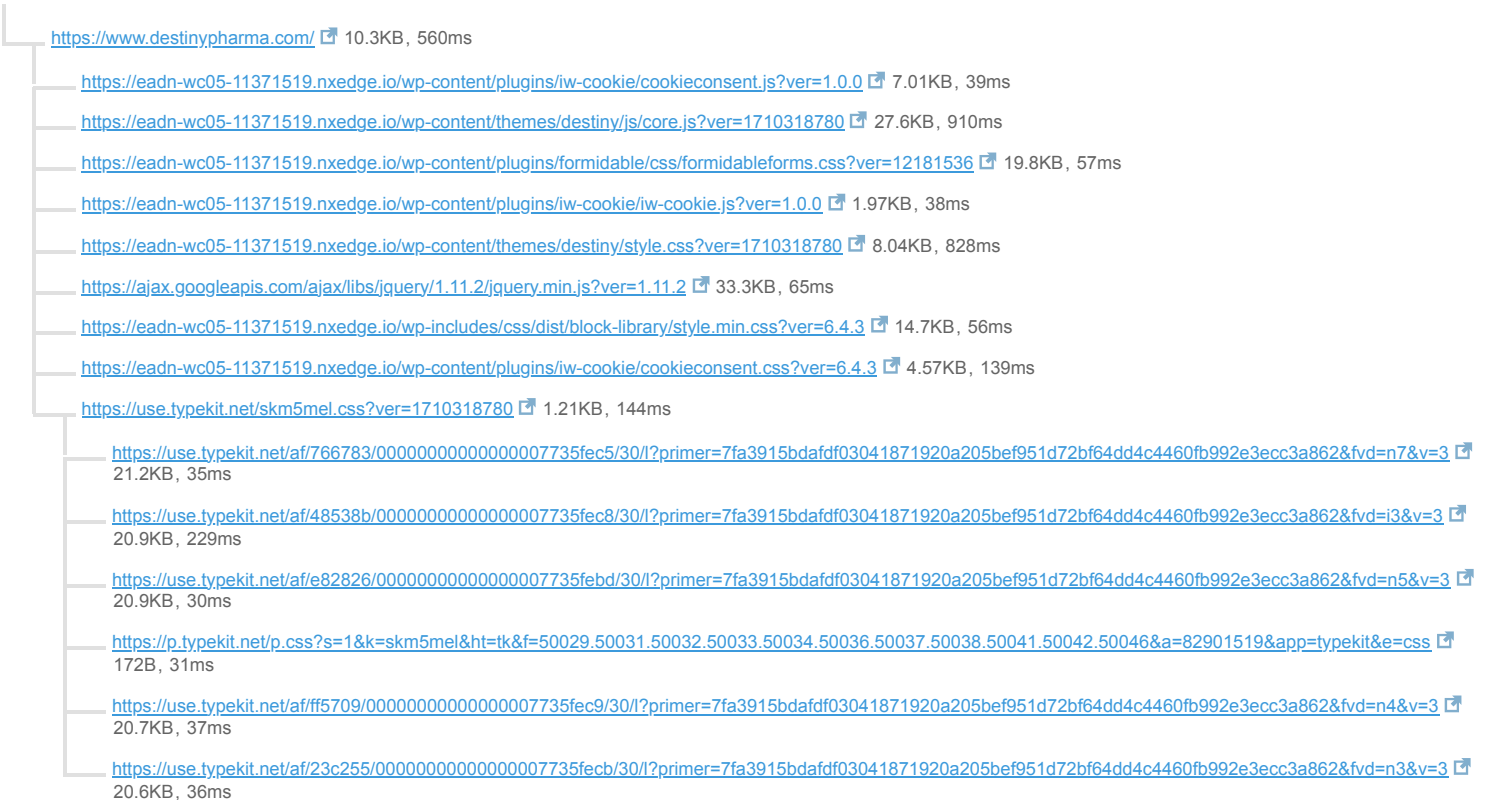 https://www.destinypharma.com/ 10.3KB, 560ms
https://eadn-wc05-11371519.nxedge.io/wp-content/plugins/iw-cookie/cookieconsent.js?ver=1.0.0 7.01KB, 39ms
https://eadn-wc05-11371519.nxedge.io/wp-content/themes/destiny/js/core.js?ver=1710318780 27.6KB, 910ms
https://eadn-wc05-11371519.nxedge.io/wp-content/plugins/formidable/css/formidableforms.css?ver=12181536 19.8KB, 57ms
https://eadn-wc05-11371519.nxedge.io/wp-content/plugins/iw-cookie/iw-cookie.js?ver=1.0.0 1.97KB, 38ms
https://eadn-wc05-11371519.nxedge.io/wp-content/themes/destiny/style.css?ver=1710318780 8.04KB, 828ms
https://ajax.googleapis.com/ajax/libs/jquery/1.11.2/jquery.min.js?ver=1.11.2 33.3KB, 65ms
https://eadn-wc05-11371519.nxedge.io/wp-includes/css/dist/block-library/style.min.css?ver=6.4.3 14.7KB, 56ms
https://eadn-wc05-11371519.nxedge.io/wp-content/plugins/iw-cookie/cookieconsent.css?ver=6.4.3 4.57KB, 139ms
https://use.typekit.net/skm5mel.css?ver=1710318780 1.21KB, 144ms
https://use.typekit.net/af/766783/00000000000000007735fec5/30/l?primer=7fa3915bdafdf03041871920a205bef951d72bf64dd4c4460fb992e3ecc3a862&fvd=n7&v=3
21.2KB, 35ms
https://use.typekit.net/af/48538b/00000000000000007735fec8/30/l?primer=7fa3915bdafdf03041871920a205bef951d72bf64dd4c4460fb992e3ecc3a862&fvd=i3&v=3
20.9KB, 229ms
https://use.typekit.net/af/e82826/00000000000000007735febd/30/l?primer=7fa3915bdafdf03041871920a205bef951d72bf64dd4c4460fb992e3ecc3a862&fvd=n5&v=3
20.9KB, 30ms
https://p.typekit.net/p.css?s=1&k=skm5mel&ht=tk&f=50029.50031.50032.50033.50034.50036.50037.50038.50041.50042.50046&a=82901519&app=typekit&e=css
172B, 31ms
https://use.typekit.net/af/ff5709/00000000000000007735fec9/30/l?primer=7fa3915bdafdf03041871920a205bef951d72bf64dd4c4460fb992e3ecc3a862&fvd=n4&v=3
20.7KB, 37ms
https://use.typekit.net/af/23c255/00000000000000007735fecb/30/l?primer=7fa3915bdafdf03041871920a205bef951d72bf64dd4c4460fb992e3ecc3a862&fvd=n3&v=3
20.6KB, 36ms